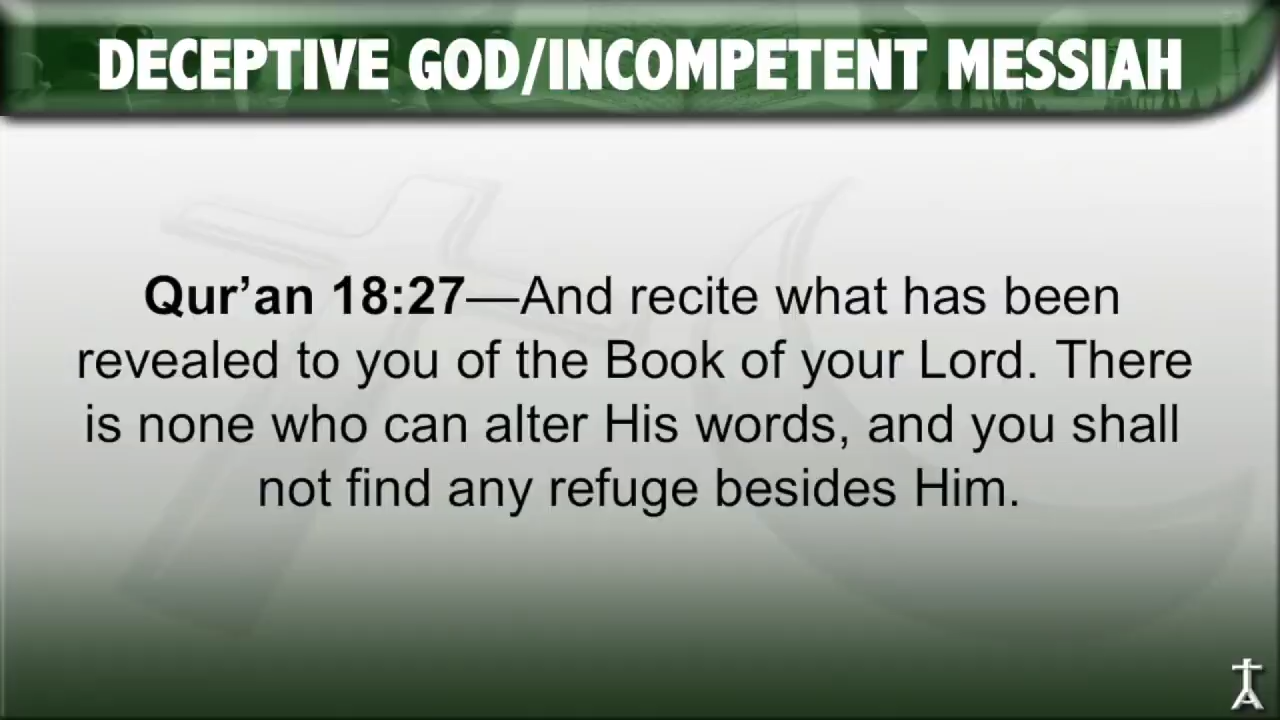 DECEPTIVE GOD/INCOMPETENT MESSIAH
Qur’an 18:27—And recite what has been
revealed to you of the Book of your Lord. There
is none who can alter His words, and you shall
not find any refuge besides Him.